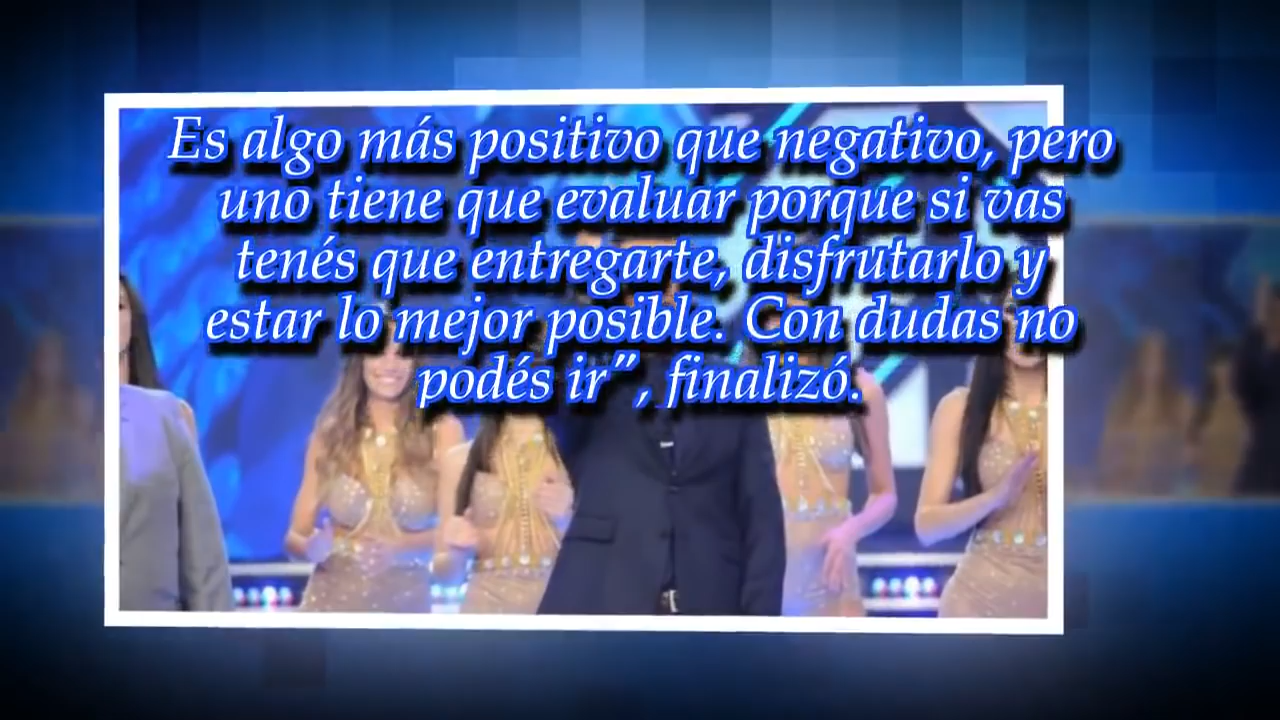 Es algo más positivo que negativo, pero
uno tiene que evaluar porque si vas
tenés que entregarte, disfrutarlo y
estar lo mejor posible. Con dudas no
podés ir”, finalizó.